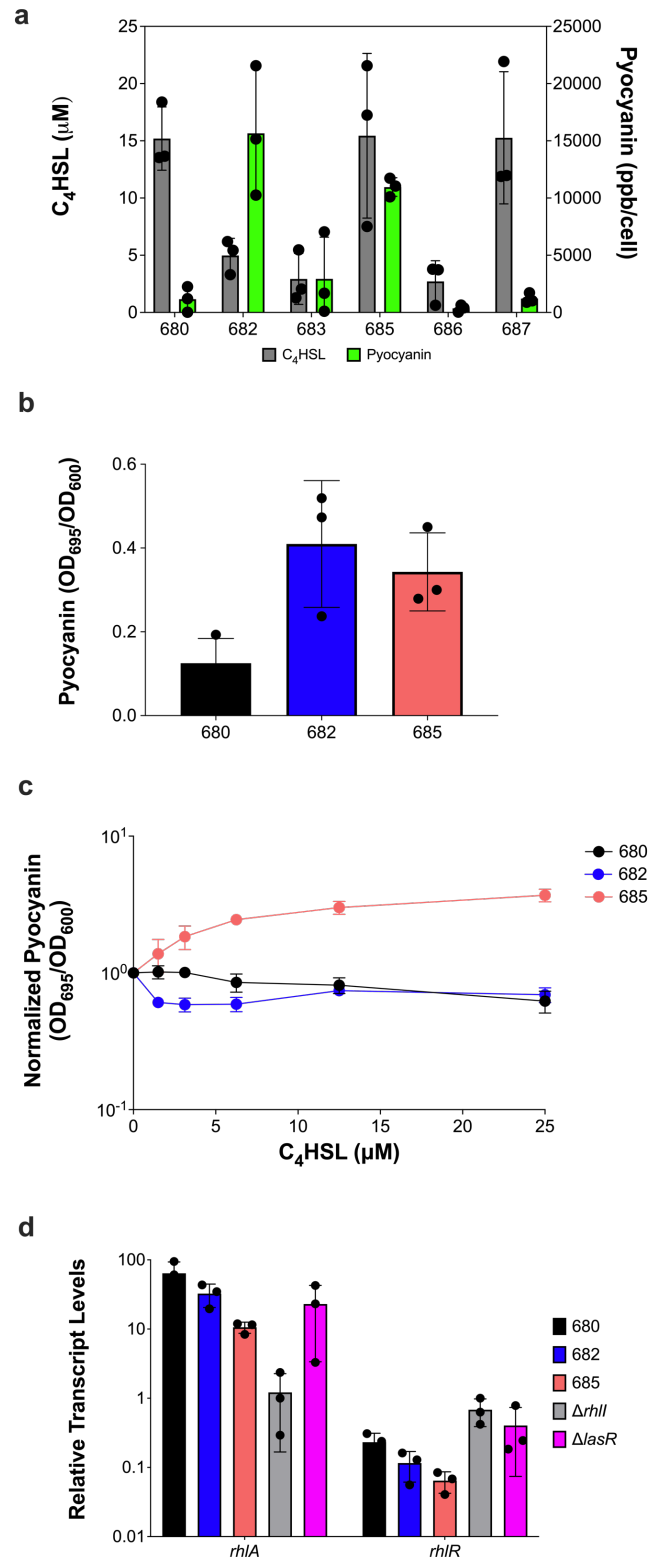 a
25
20
15
10
5
0
C₄HSL (μM)
25000
20000
15000
10000
5000
0
Pyocyanin (ppb/cell)
680 682 683 685 686 687
C₄HSL Pyocyanin
b
0.6
0.4
0.2
0.0
Pyocyanin (OD₆₉₅/OD₆₀₀)
680 682 685
c
10¹
10⁰
10⁻¹
Normalized Pyocyanin
(OD₆₉₅/OD₆₀₀)
0 5 10 15 20 25
C₄HSL (μM)
680
682
685
d
100
10
1
0.1
0.01
Relative Transcript Levels
rhlA rhlR
680
682
685
ΔrhlI
ΔlasR